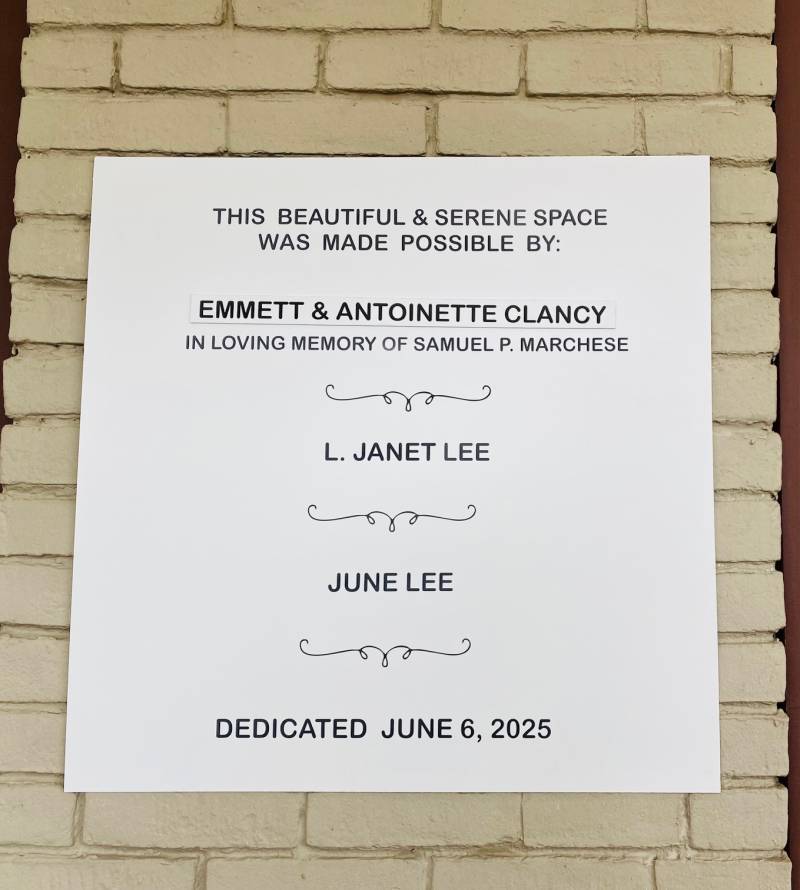 THIS BEAUTIFUL & SERENE SPACE
WAS MADE POSSIBLE BY:
EMMETT & ANTOINETTE CLANCY
IN LOVING MEMORY OF SAMUEL P. MARCHESE
L. JANET LEE
JUNE LEE
DEDICATED JUNE 6, 2025